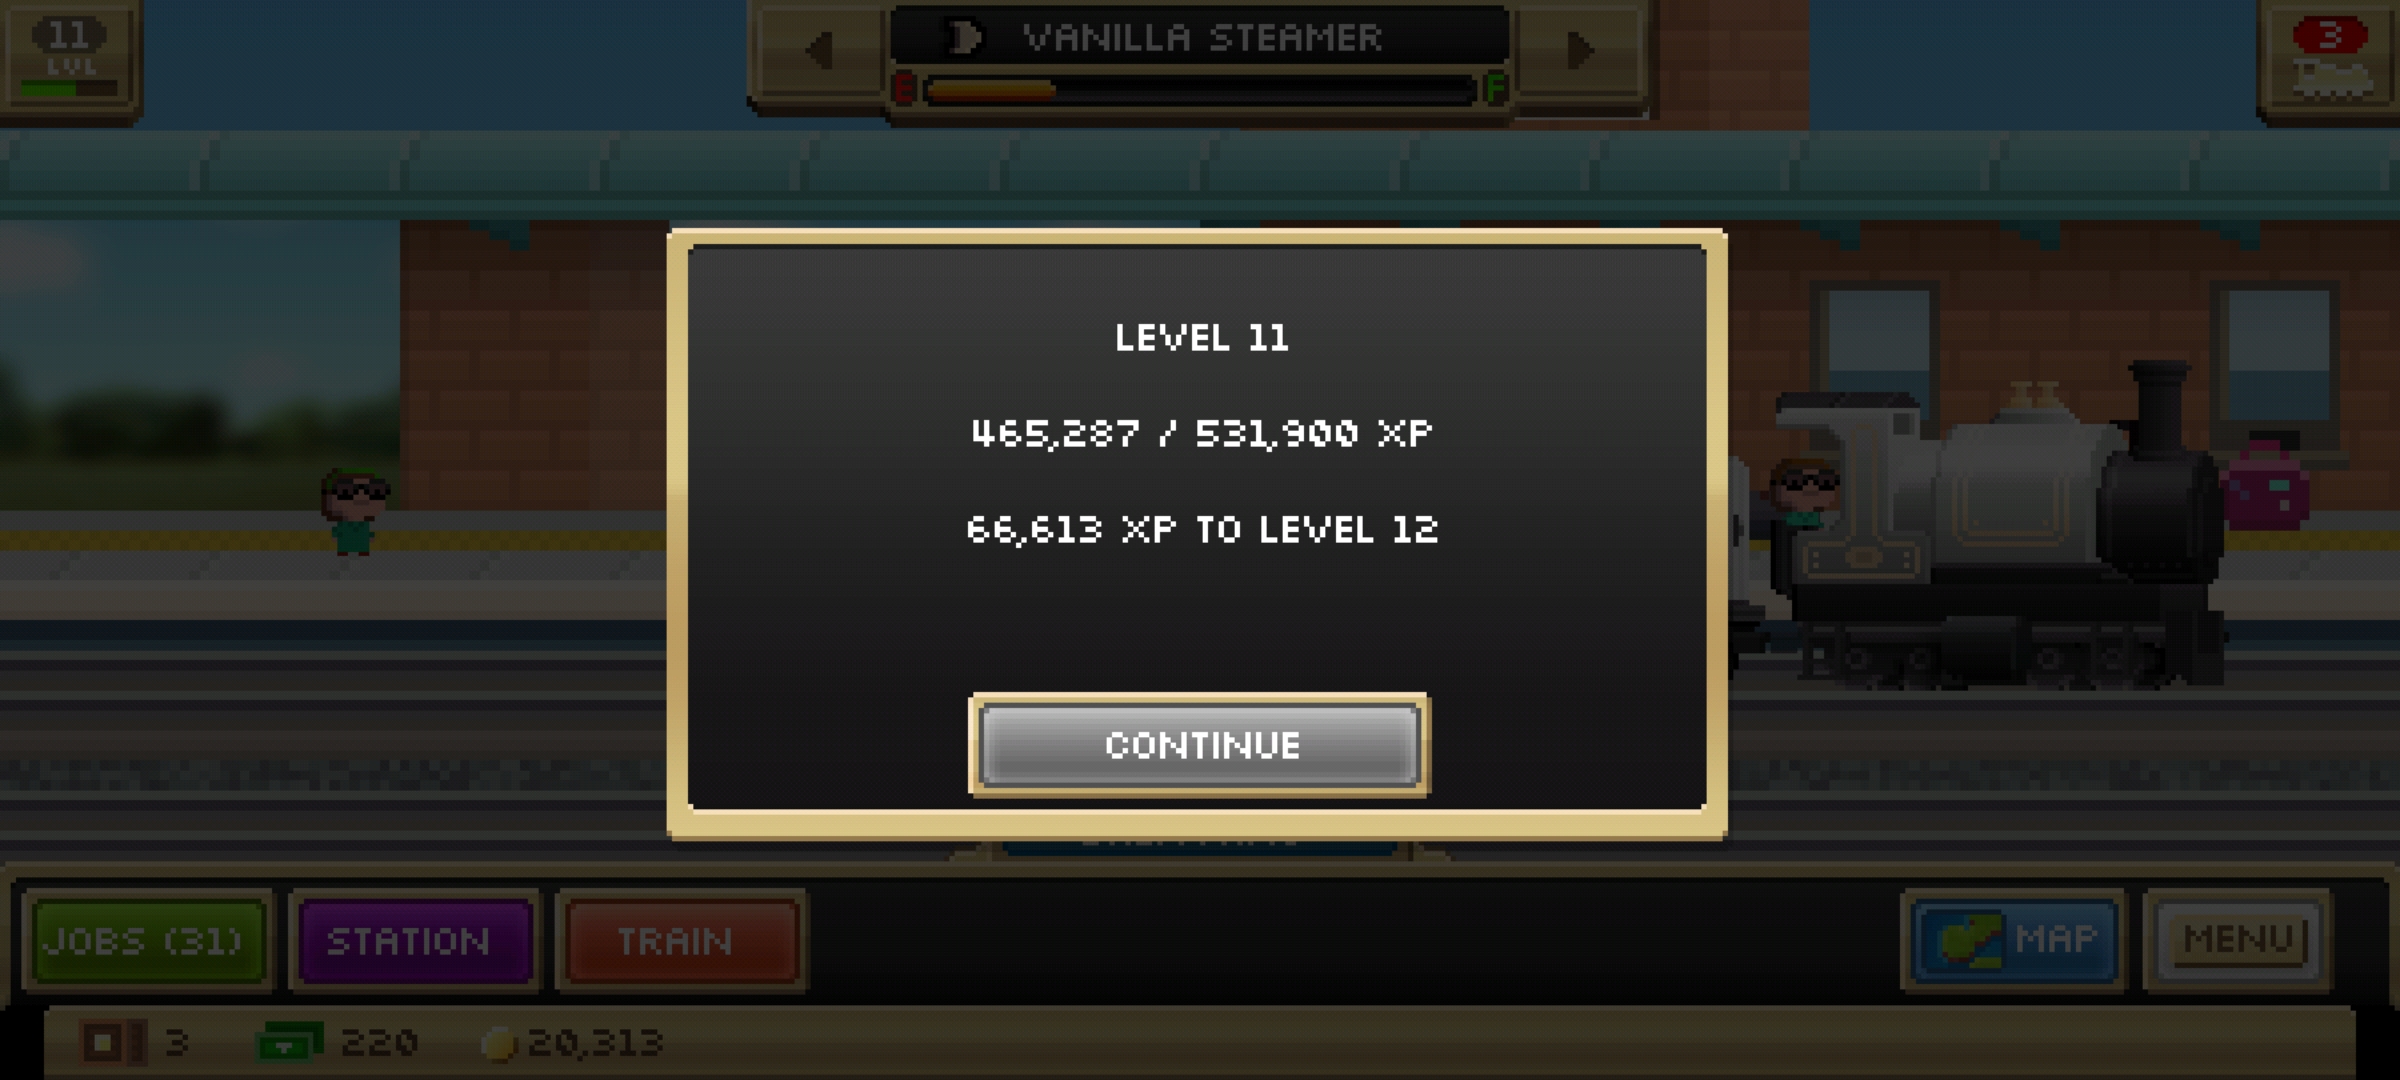 11
LVL
VANILLA STEAMER
E
F
3
LEVEL 11
465,287 / 531,900 XP
66,613 XP TO LEVEL 12
CONTINUE
JOBS (31)
STATION
TRAIN
MAP
MENU
3
220
20,313